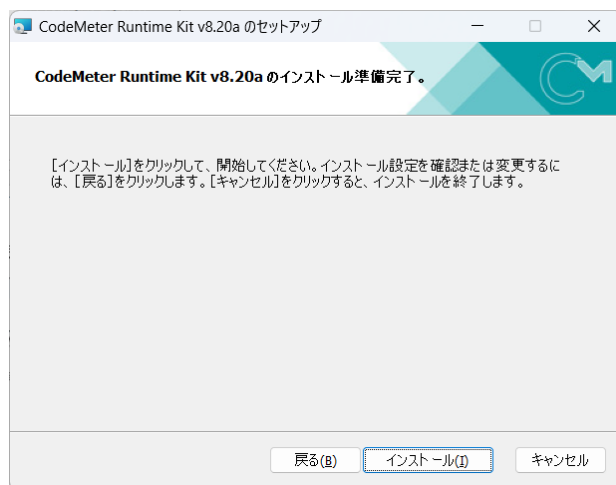 CodeMeter Runtime Kit v8.20a のセットアップ
CodeMeter Runtime Kit v8.20a のインストール準備完了。
CM
[インストール]をクリックして、開始してください。インストール設定を確認または変更するに
は、[戻る]をクリックします。[キャンセル]をクリックすると、インストールを終了します。
戻る(B)
インストール(I)
キャンセル